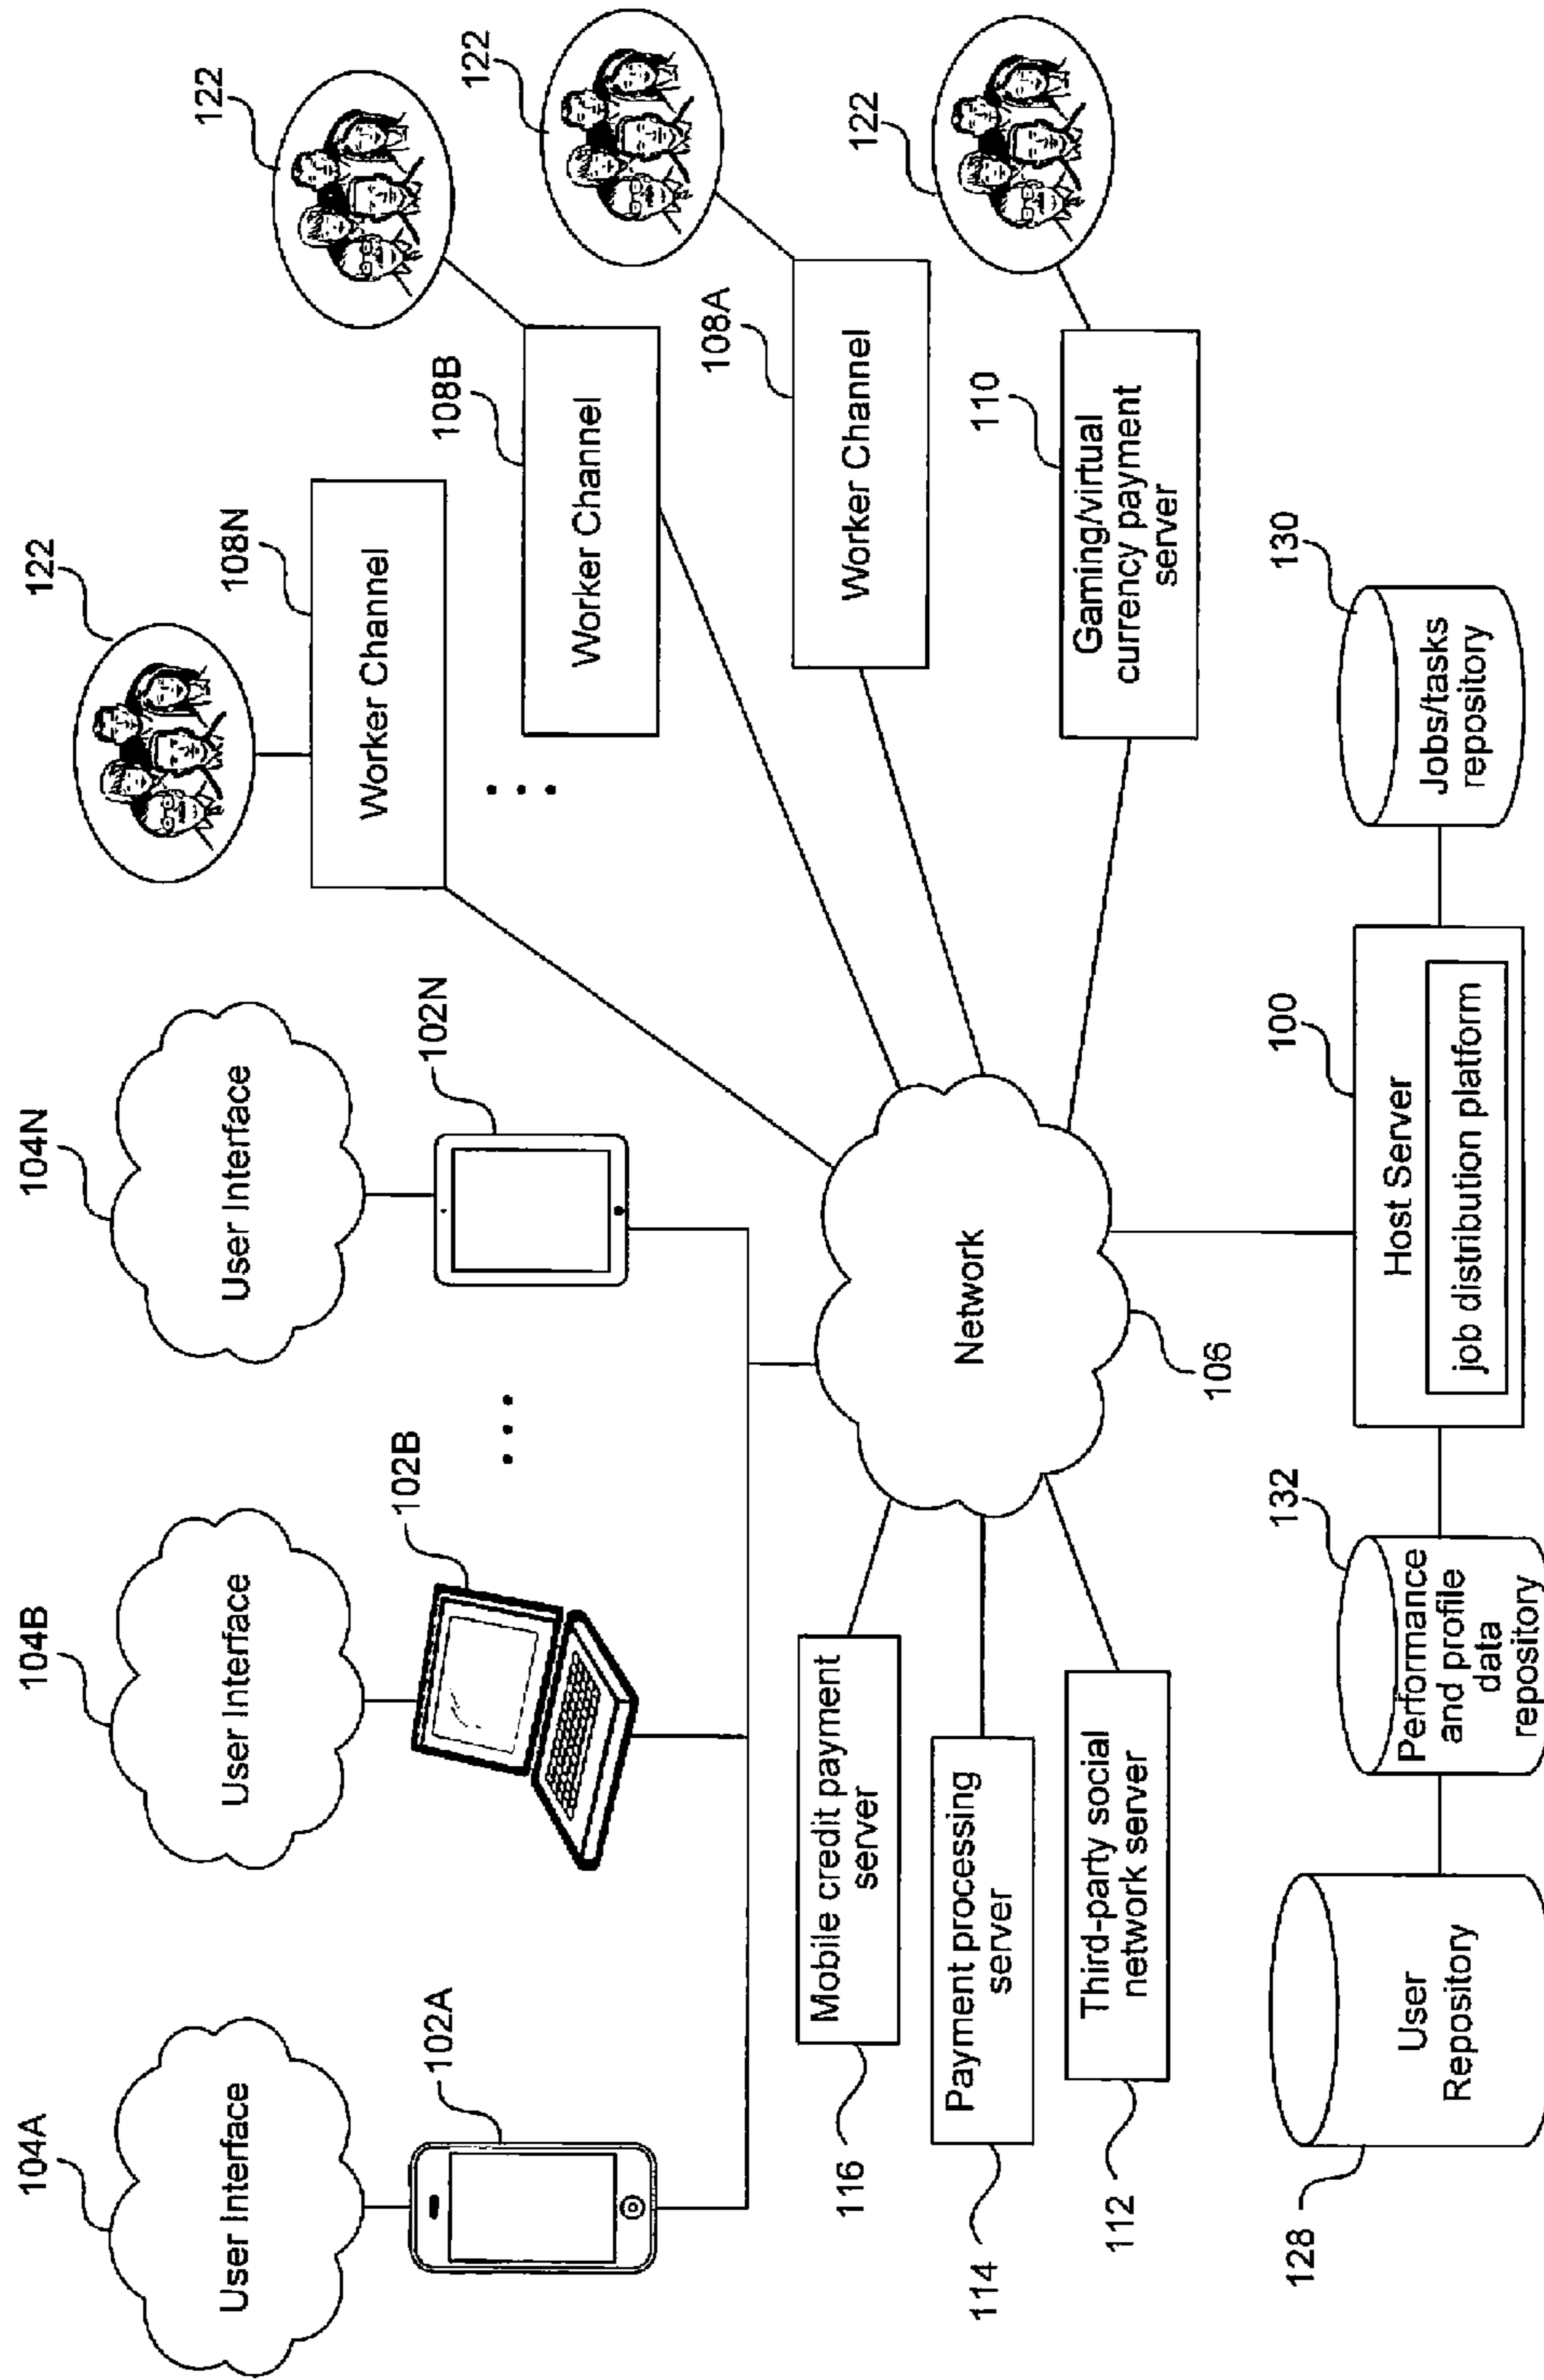 104A
104B
104N
User Interface
User Interface
User Interface
102A
102B
102N
122
108N
Worker Channel
122
108B
Worker Channel
122
108A
Worker Channel
122
110
Gaming/virtual
currency payment
server
Network
106
116
Mobile credit payment
server
114
Payment processing
server
112
Third-party social
network server
128
User
Repository
132
Performance
and profile
data
repository
100
Host Server
job distribution platform
130
Jobs/tasks
repository